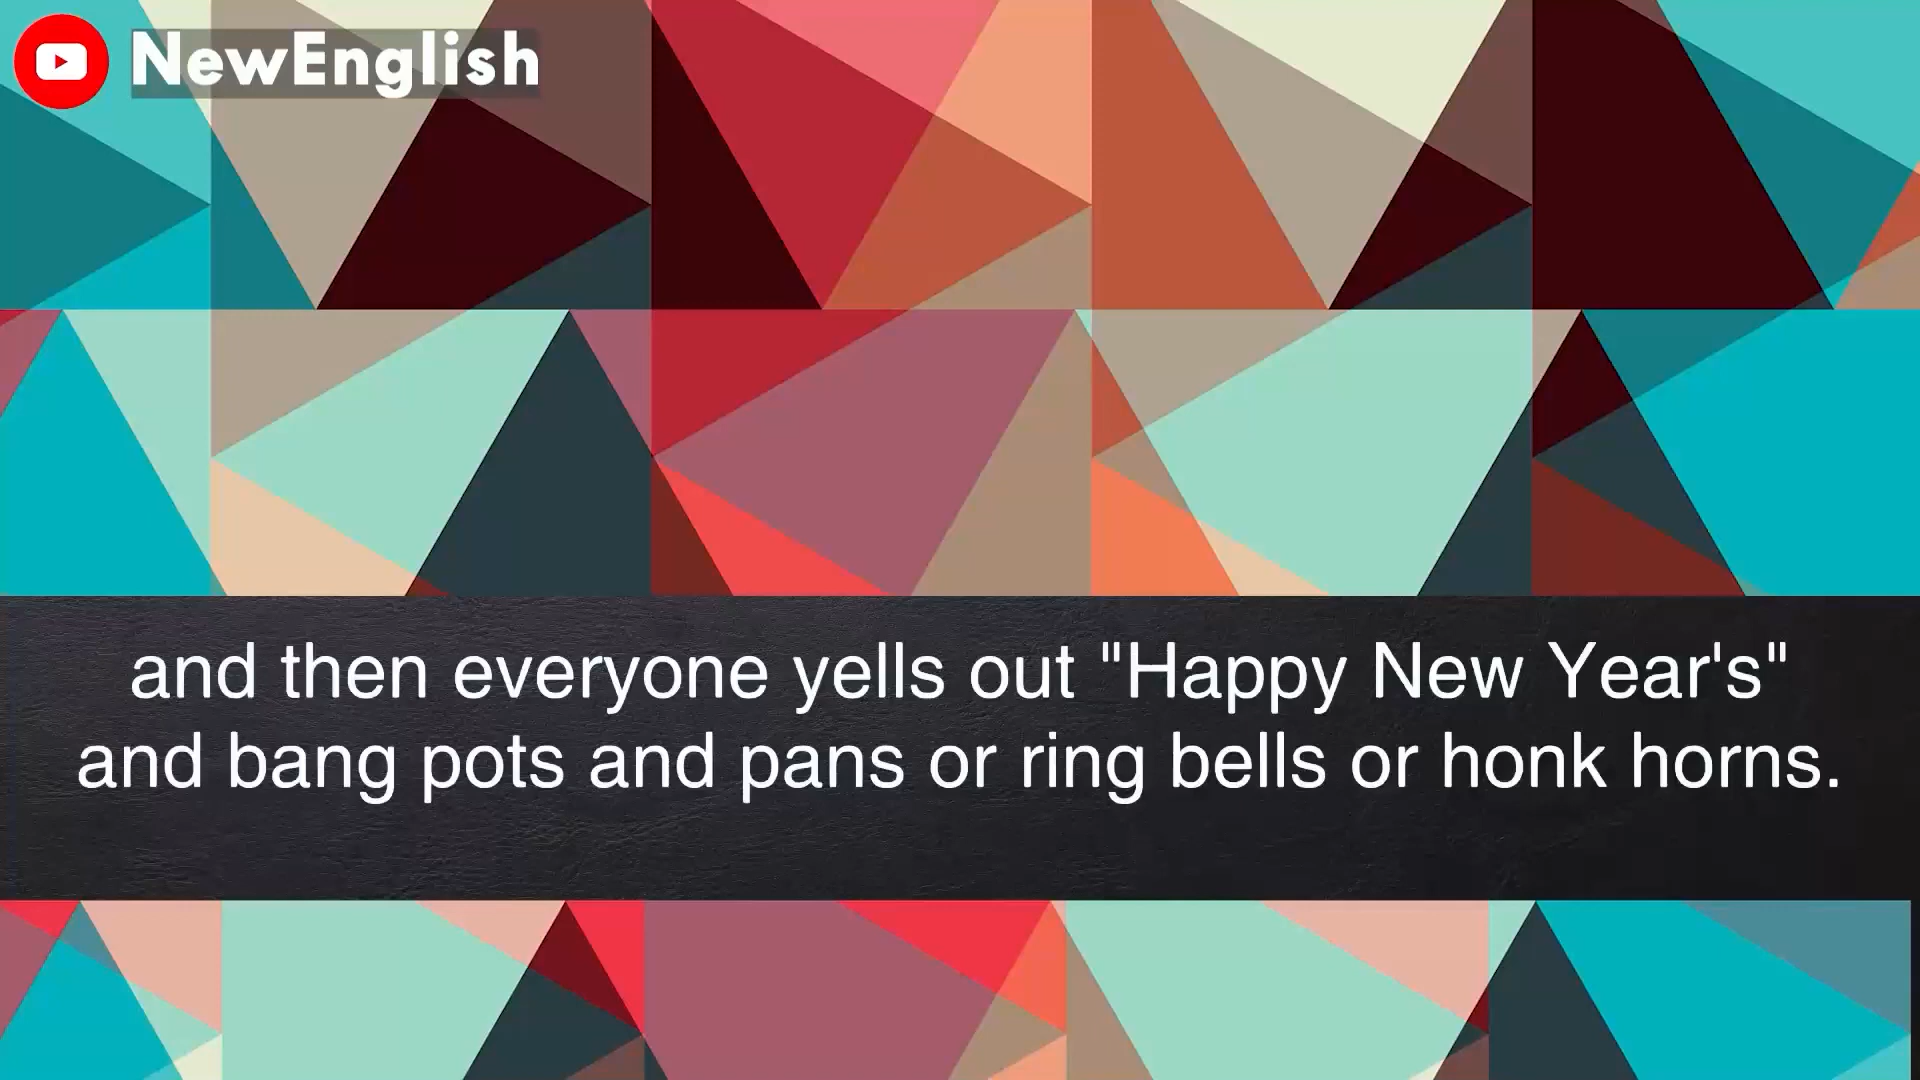 NewEnglish
and then everyone yells out "Happy New Year's"
and bang pots and pans or ring bells or honk horns.